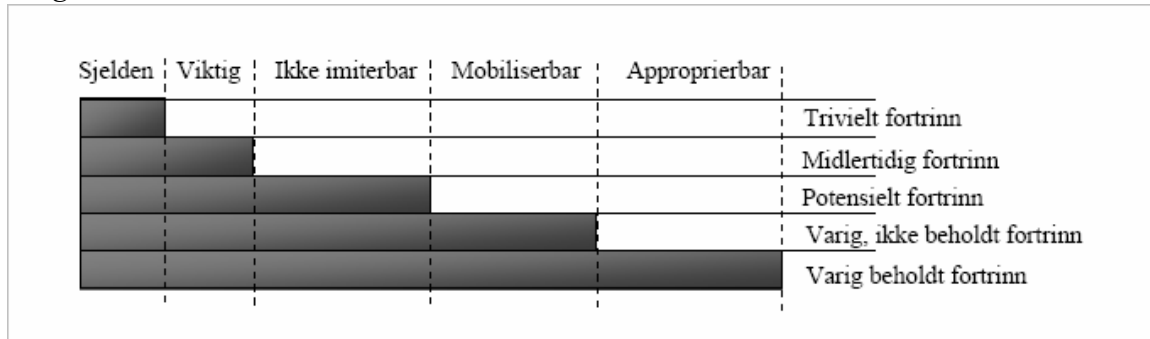 Sjelden Viktig Ikke imiterbar Mobiliserbar Approprierbar
Trivielt fortrinn
Midlertidig fortrinn
Potensielt fortrinn
Varig, ikke beholdt fortrinn
Varig beholdt fortrinn